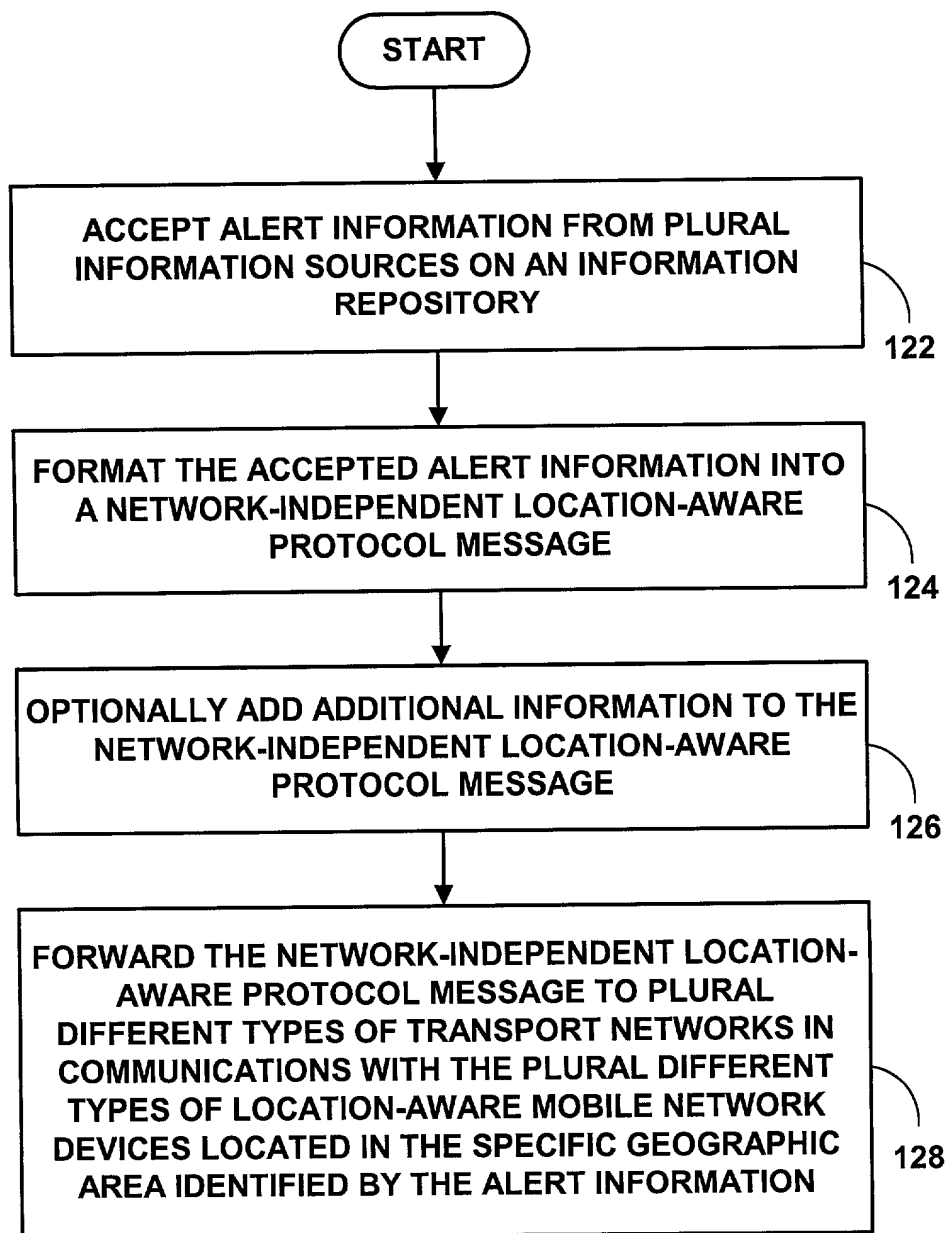 START
ACCEPT ALERT INFORMATION FROM PLURAL
INFORMATION SOURCES ON AN INFORMATION
REPOSITORY
122
FORMAT THE ACCEPTED ALERT INFORMATION INTO
A NETWORK-INDEPENDENT LOCATION-AWARE
PROTOCOL MESSAGE
124
OPTIONALLY ADD ADDITIONAL INFORMATION TO THE
NETWORK-INDEPENDENT LOCATION-AWARE
PROTOCOL MESSAGE
126
FORWARD THE NETWORK-INDEPENDENT LOCATION-
AWARE PROTOCOL MESSAGE TO PLURAL
DIFFERENT TYPES OF TRANSPORT NETWORKS IN
COMMUNICATIONS WITH THE PLURAL DIFFERENT
TYPES OF LOCATION-AWARE MOBILE NETWORK
DEVICES LOCATED IN THE SPECIFIC GEOGRAPHIC
AREA IDENTIFIED BY THE ALERT INFORMATION
128